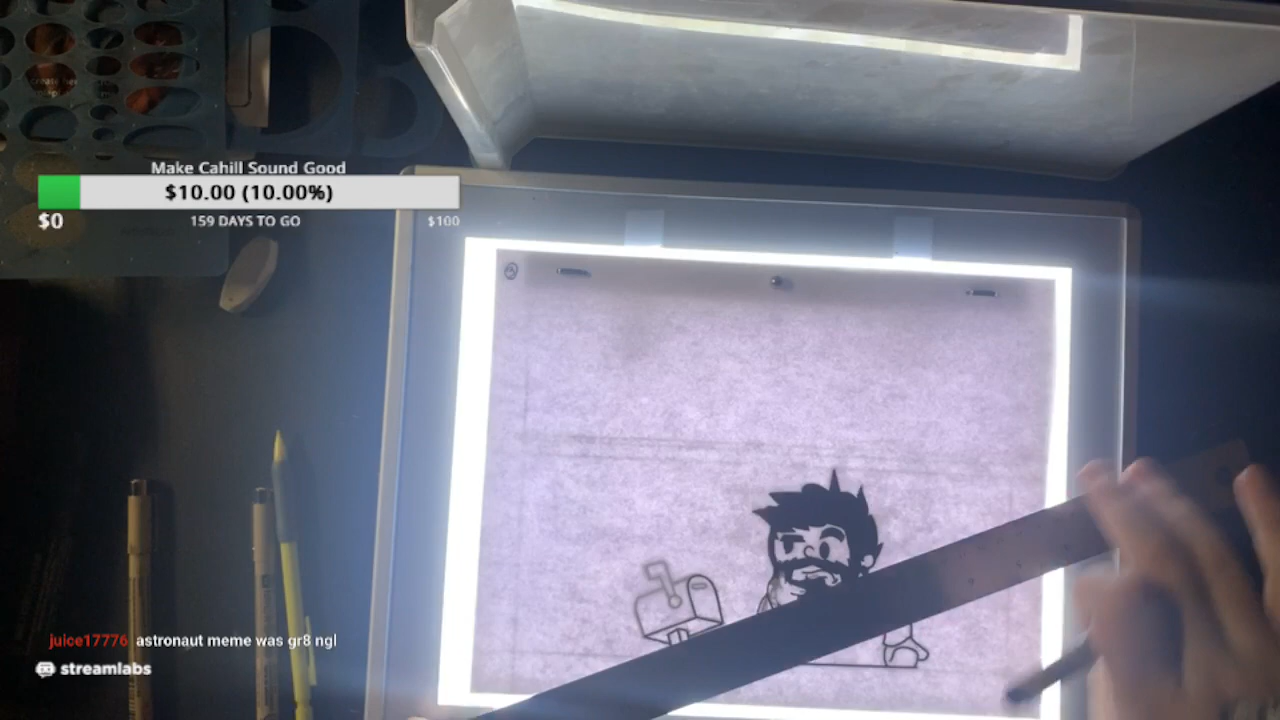 Make Cahill Sound Good
$10.00 (10.00%)
$0
159 DAYS TO GO
$100
juice17776 astronaut meme was gr8 ngl
streamlabs